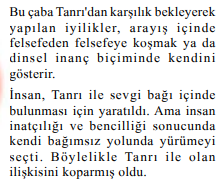 Bu çaba Tanrı'dan karşılık bekleyerek
yapılan iyilikler, arayış içinde
felsefeden felsefeye koşmak ya da
dinsel inanç biçiminde kendini
gösterir.
İnsan, Tanrı ile sevgi bağı içinde
bulunması için yaratıldı. Ama insan
inatçılığı ve bencilliği sonucunda
kendi bağımsız yolunda yürümeyi
seçti. Böylelikle Tanrı ile olan
ilişkisini koparmış oldu.